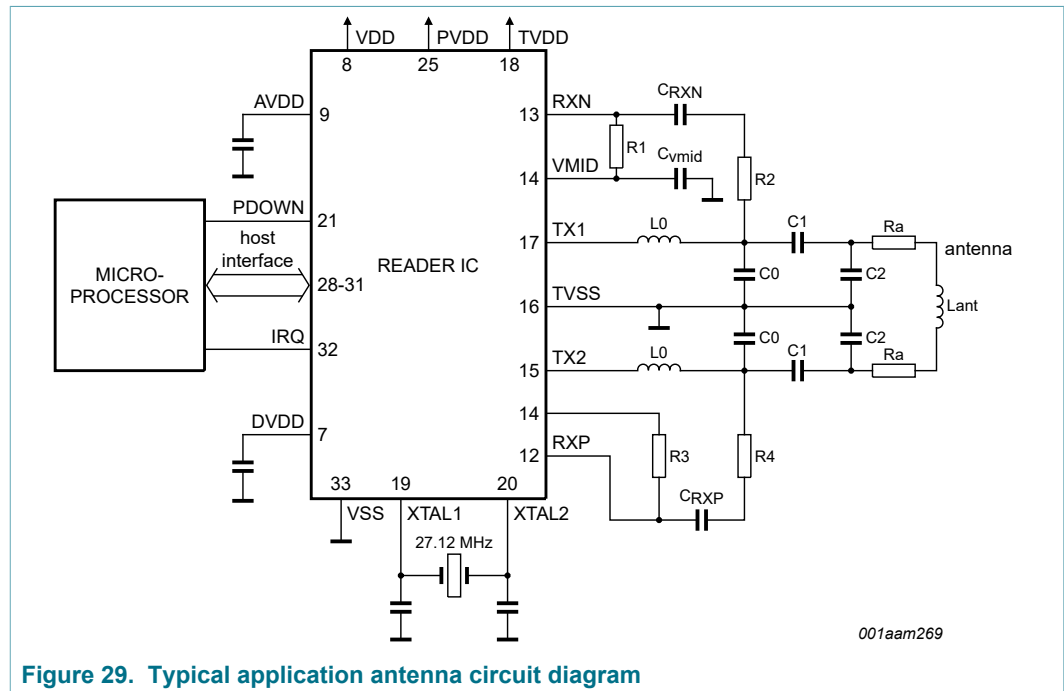 VDD PVDD TVDD
8 25 18
AVDD 9
13 RXN
CRXN
R1
14 VMID
Cvmid
R2
PDOWN 21
host
interface
28-31
MICRO-
PROCESSOR
IRQ 32
READER IC
17 TX1
L0
C1
Ra
antenna
C0
C2
16 TVSS
Lant
C0
C2
15 TX2
L0
C1
Ra
14
RXP
12
R3
R4
CRXP
DVDD 7
33 19 20
VSS XTAL1 XTAL2
27.12 MHz
001aam269
Figure 29. Typical application antenna circuit diagram